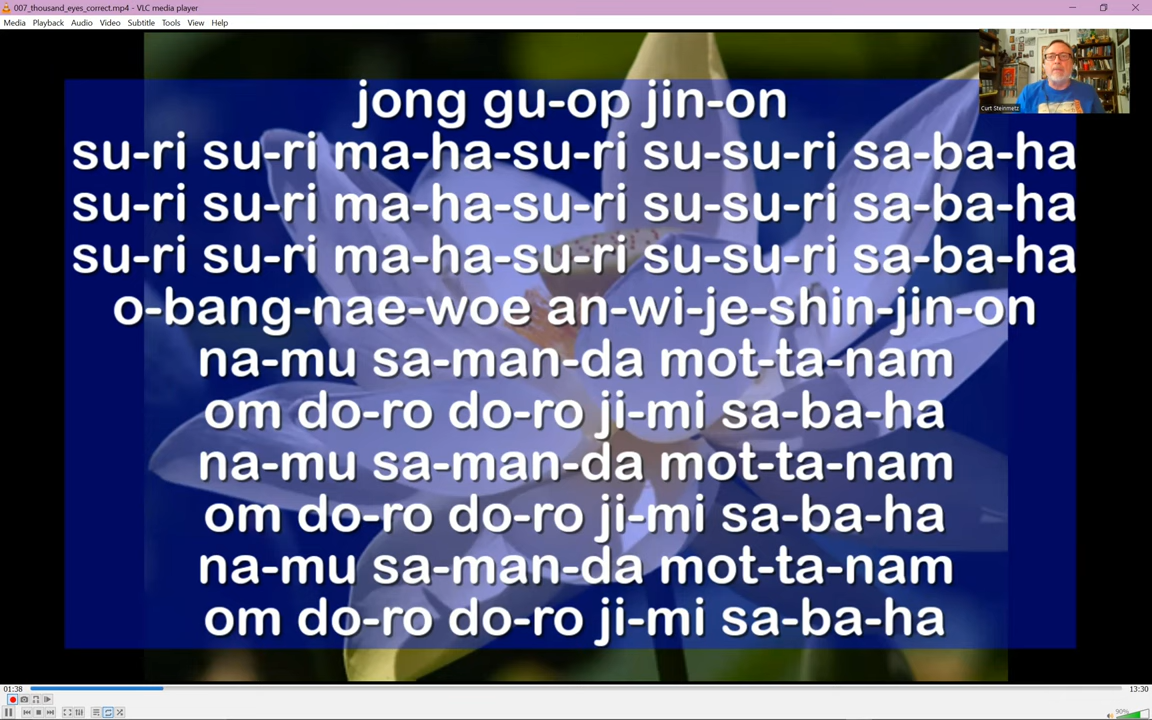 007_thousand_eyes_correct.mp4 - VLC media player
Media Playback Audio Video Subtitle Tools View Help
Curt Steinmetz
jong gu-op jin-on
su-ri su-ri ma-ha-su-ri su-su-ri sa-ba-ha
su-ri su-ri ma-ha-su-ri su-su-ri sa-ba-ha
su-ri su-ri ma-ha-su-ri su-su-ri sa-ba-ha
o-bang-nae-woe an-wi-je-shin-jin-on
na-mu sa-man-da mot-ta-nam
om do-ro do-ro ji-mi sa-ba-ha
na-mu sa-man-da mot-ta-nam
om do-ro do-ro ji-mi sa-ba-ha
na-mu sa-man-da mot-ta-nam
om do-ro do-ro ji-mi sa-ba-ha
01:38 13:30
90%